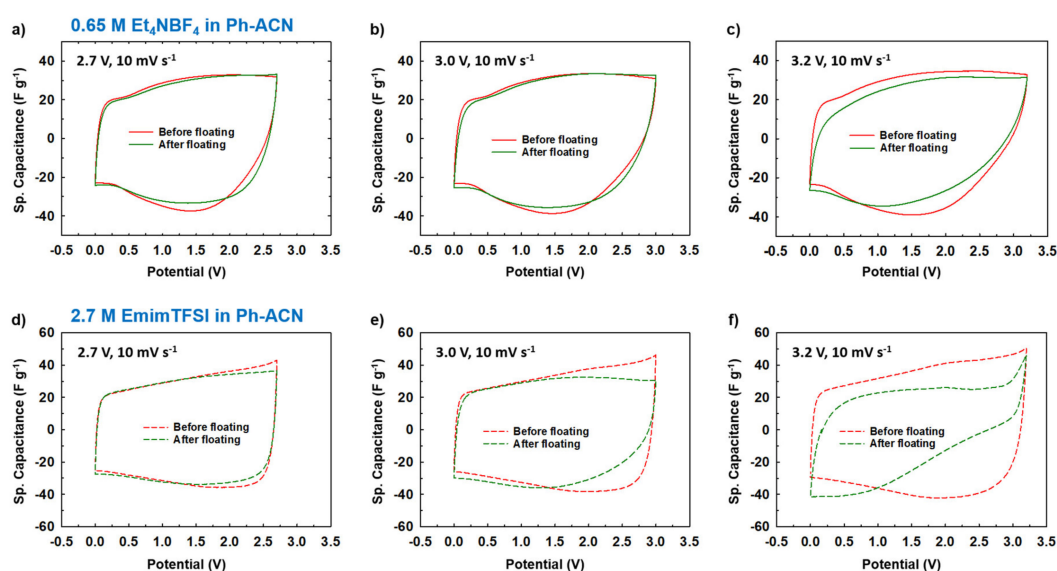 0.65 M Et₄NBF₄ in Ph-ACN
a)
2.7 V, 10 mV s⁻¹
Before floating
After floating
Sp. Capacitance (F g⁻¹)
60
40
20
0
-20
-40
-0.5 0.0 0.5 1.0 1.5 2.0 2.5 3.0 3.5
Potential (V)
b)
3.0 V, 10 mV s⁻¹
Before floating
After floating
Sp. Capacitance (F g⁻¹)
60
40
20
0
-20
-40
-0.5 0.0 0.5 1.0 1.5 2.0 2.5 3.0 3.5
Potential (V)
c)
3.2 V, 10 mV s⁻¹
Before floating
After floating
Sp. Capacitance (F g⁻¹)
40
20
0
-20
-40
-0.5 0.0 0.5 1.0 1.5 2.0 2.5 3.0 3.5
Potential (V)
2.7 M EmimTFSI in Ph-ACN
d)
2.7 V, 10 mV s⁻¹
Before floating
After floating
Sp. Capacitance (F g⁻¹)
60
40
20
0
-20
-40
-60
-0.5 0.0 0.5 1.0 1.5 2.0 2.5 3.0 3.5
Potential (V)
e)
3.0 V, 10 mV s⁻¹
Before floating
After floating
Sp. Capacitance (F g⁻¹)
60
40
20
0
-20
-40
-60
-0.5 0.0 0.5 1.0 1.5 2.0 2.5 3.0 3.5
Potential (V)
f)
3.2 V, 10 mV s⁻¹
Before floating
After floating
Sp. Capacitance (F g⁻¹)
60
40
20
0
-20
-40
-60
-0.5 0.0 0.5 1.0 1.5 2.0 2.5 3.0 3.5
Potential (V)